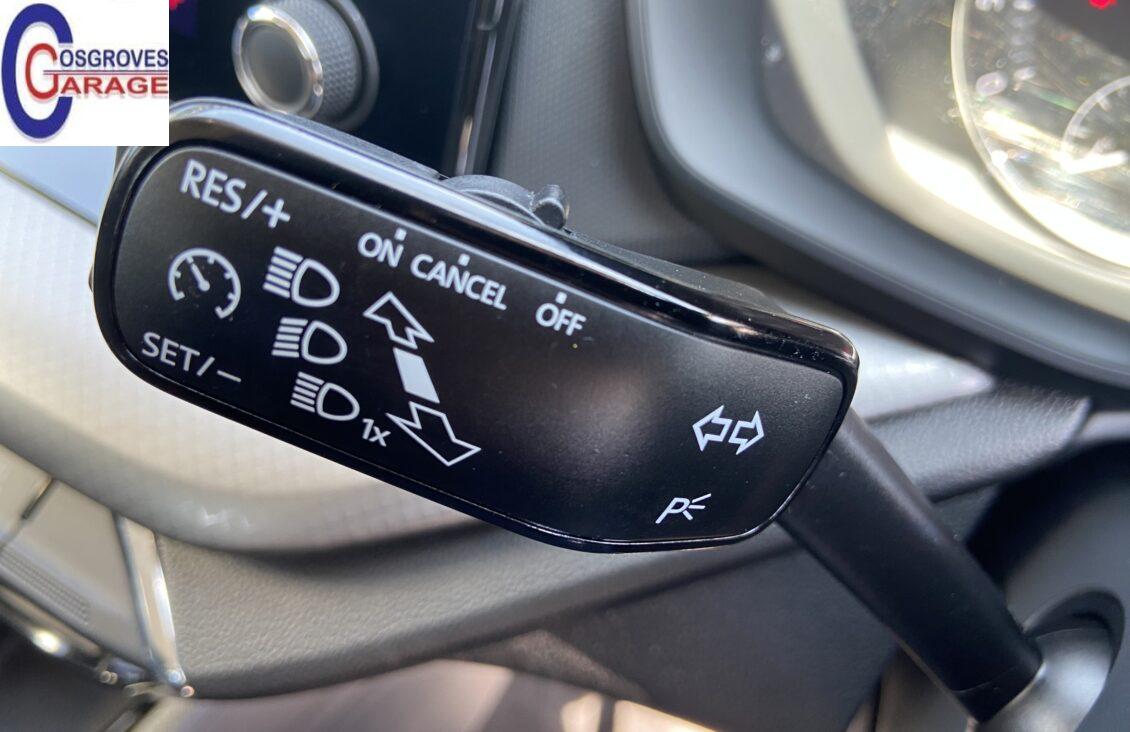 COSGROVES
GARAGE
RES/+
ON CANCEL OFF
SET/-
1x
P